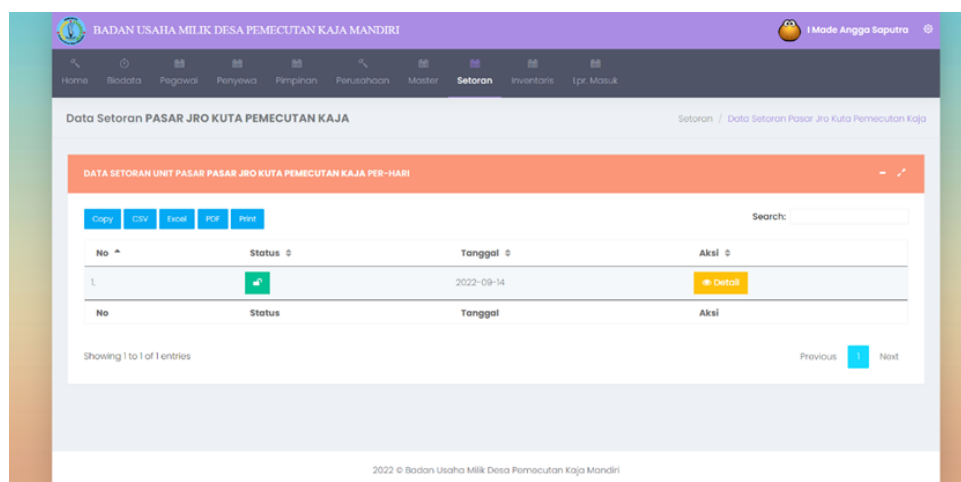 BADAN USAHA MILIK DESA PEMECUTAN KAJA MANDIRI
I Made Angga Saputra
Home Biodata Pegawai Penyewa Pimpinan Perusahaan Master Setoran Inventaris Lpr. Masuk
Data Setoran PASAR JRO KUTA PEMECUTAN KAJA
Setoran / Data Setoran Pasar Jro Kuta Pemecutan Kaja
DATA SETORAN UNIT PASAR PASAR JRO KUTA PEMECUTAN KAJA PER-HARI
Copy CSV Excel PDF Print
Search:
No Status Tanggal Aksi
1. 2022-09-14 Detail
No Status Tanggal Aksi
Showing 1 to 1 of 1 entries
Previous 1 Next
2022 © Badan Usaha Milik Desa Pemecutan Kaja Mandiri